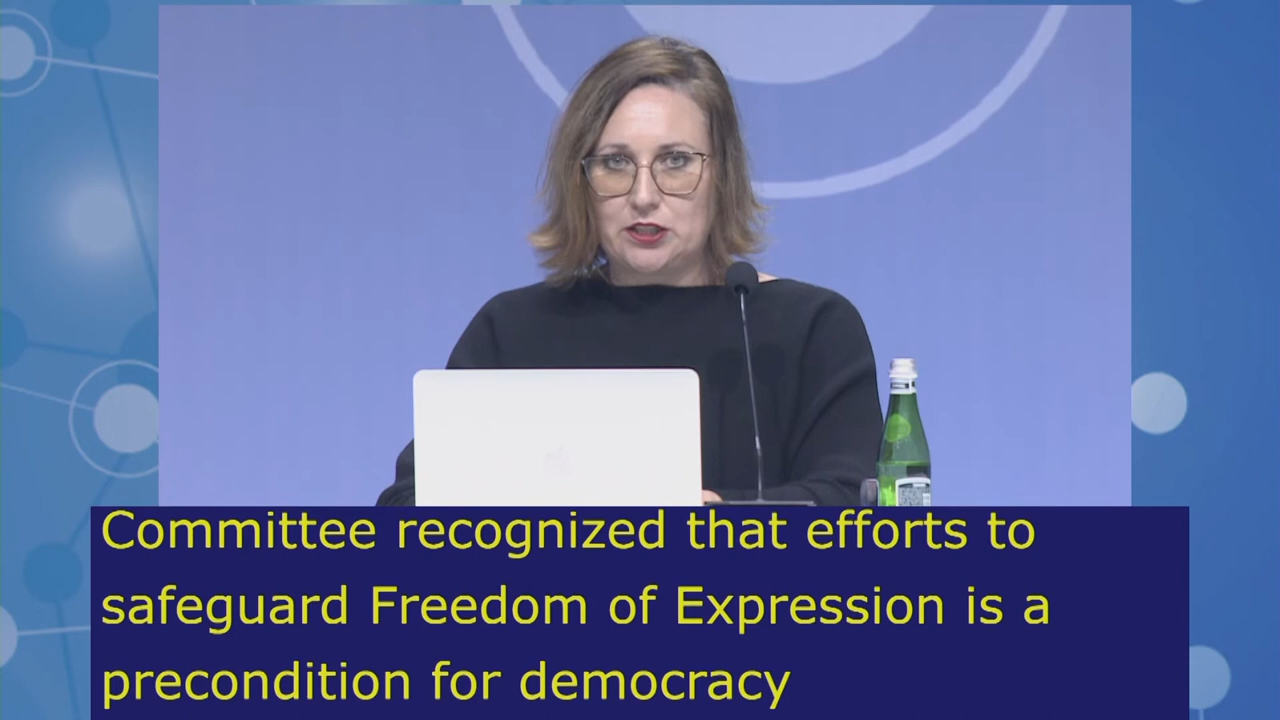 Committee recognized that efforts to
safeguard Freedom of Expression is a
precondition for democracy